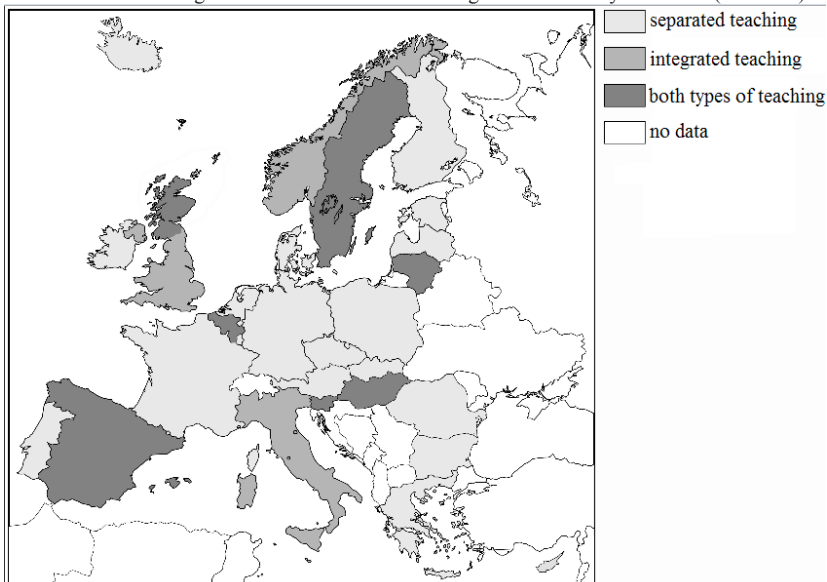 separated teaching
integrated teaching
both types of teaching
no data